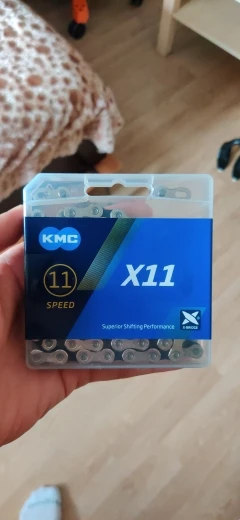 KMC
11
SPEED
X11
Superior Shifting Performance
X-BRIDGE